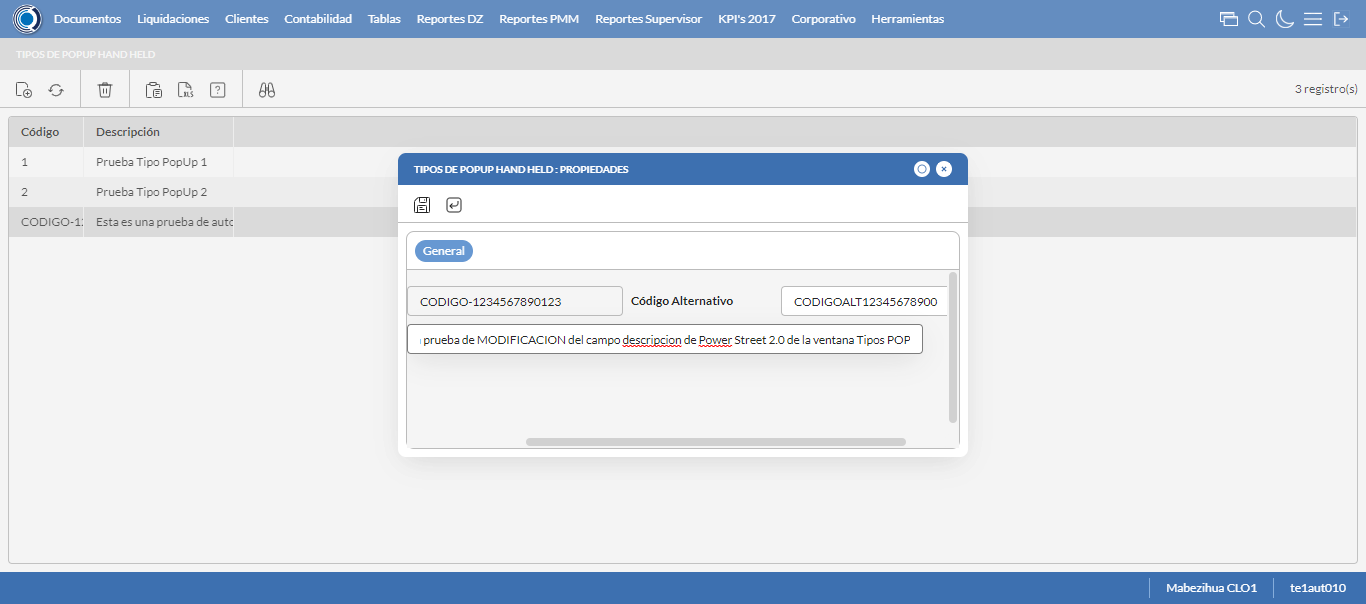 Documentos Liquidaciones Clientes Contabilidad Tablas Reportes DZ Reportes PMM Reportes Supervisor KPI's 2017 Corporativo Herramientas
TIPOS DE POPUP HAND HELD
XLS ? 3 registro(s)
Código Descripción
1 Prueba Tipo PopUp 1
2 Prueba Tipo PopUp 2
CODIGO-12 Esta es una prueba de auto
TIPOS DE POPUP HAND HELD : PROPIEDADES
General
CODIGO-1234567890123 Código Alternativo CODIGOALT12345678900
prueba de MODIFICACION del campo descripcion de Power Street 2.0 de la ventana Tipos POP
Mabezihua CLO1 te1aut010